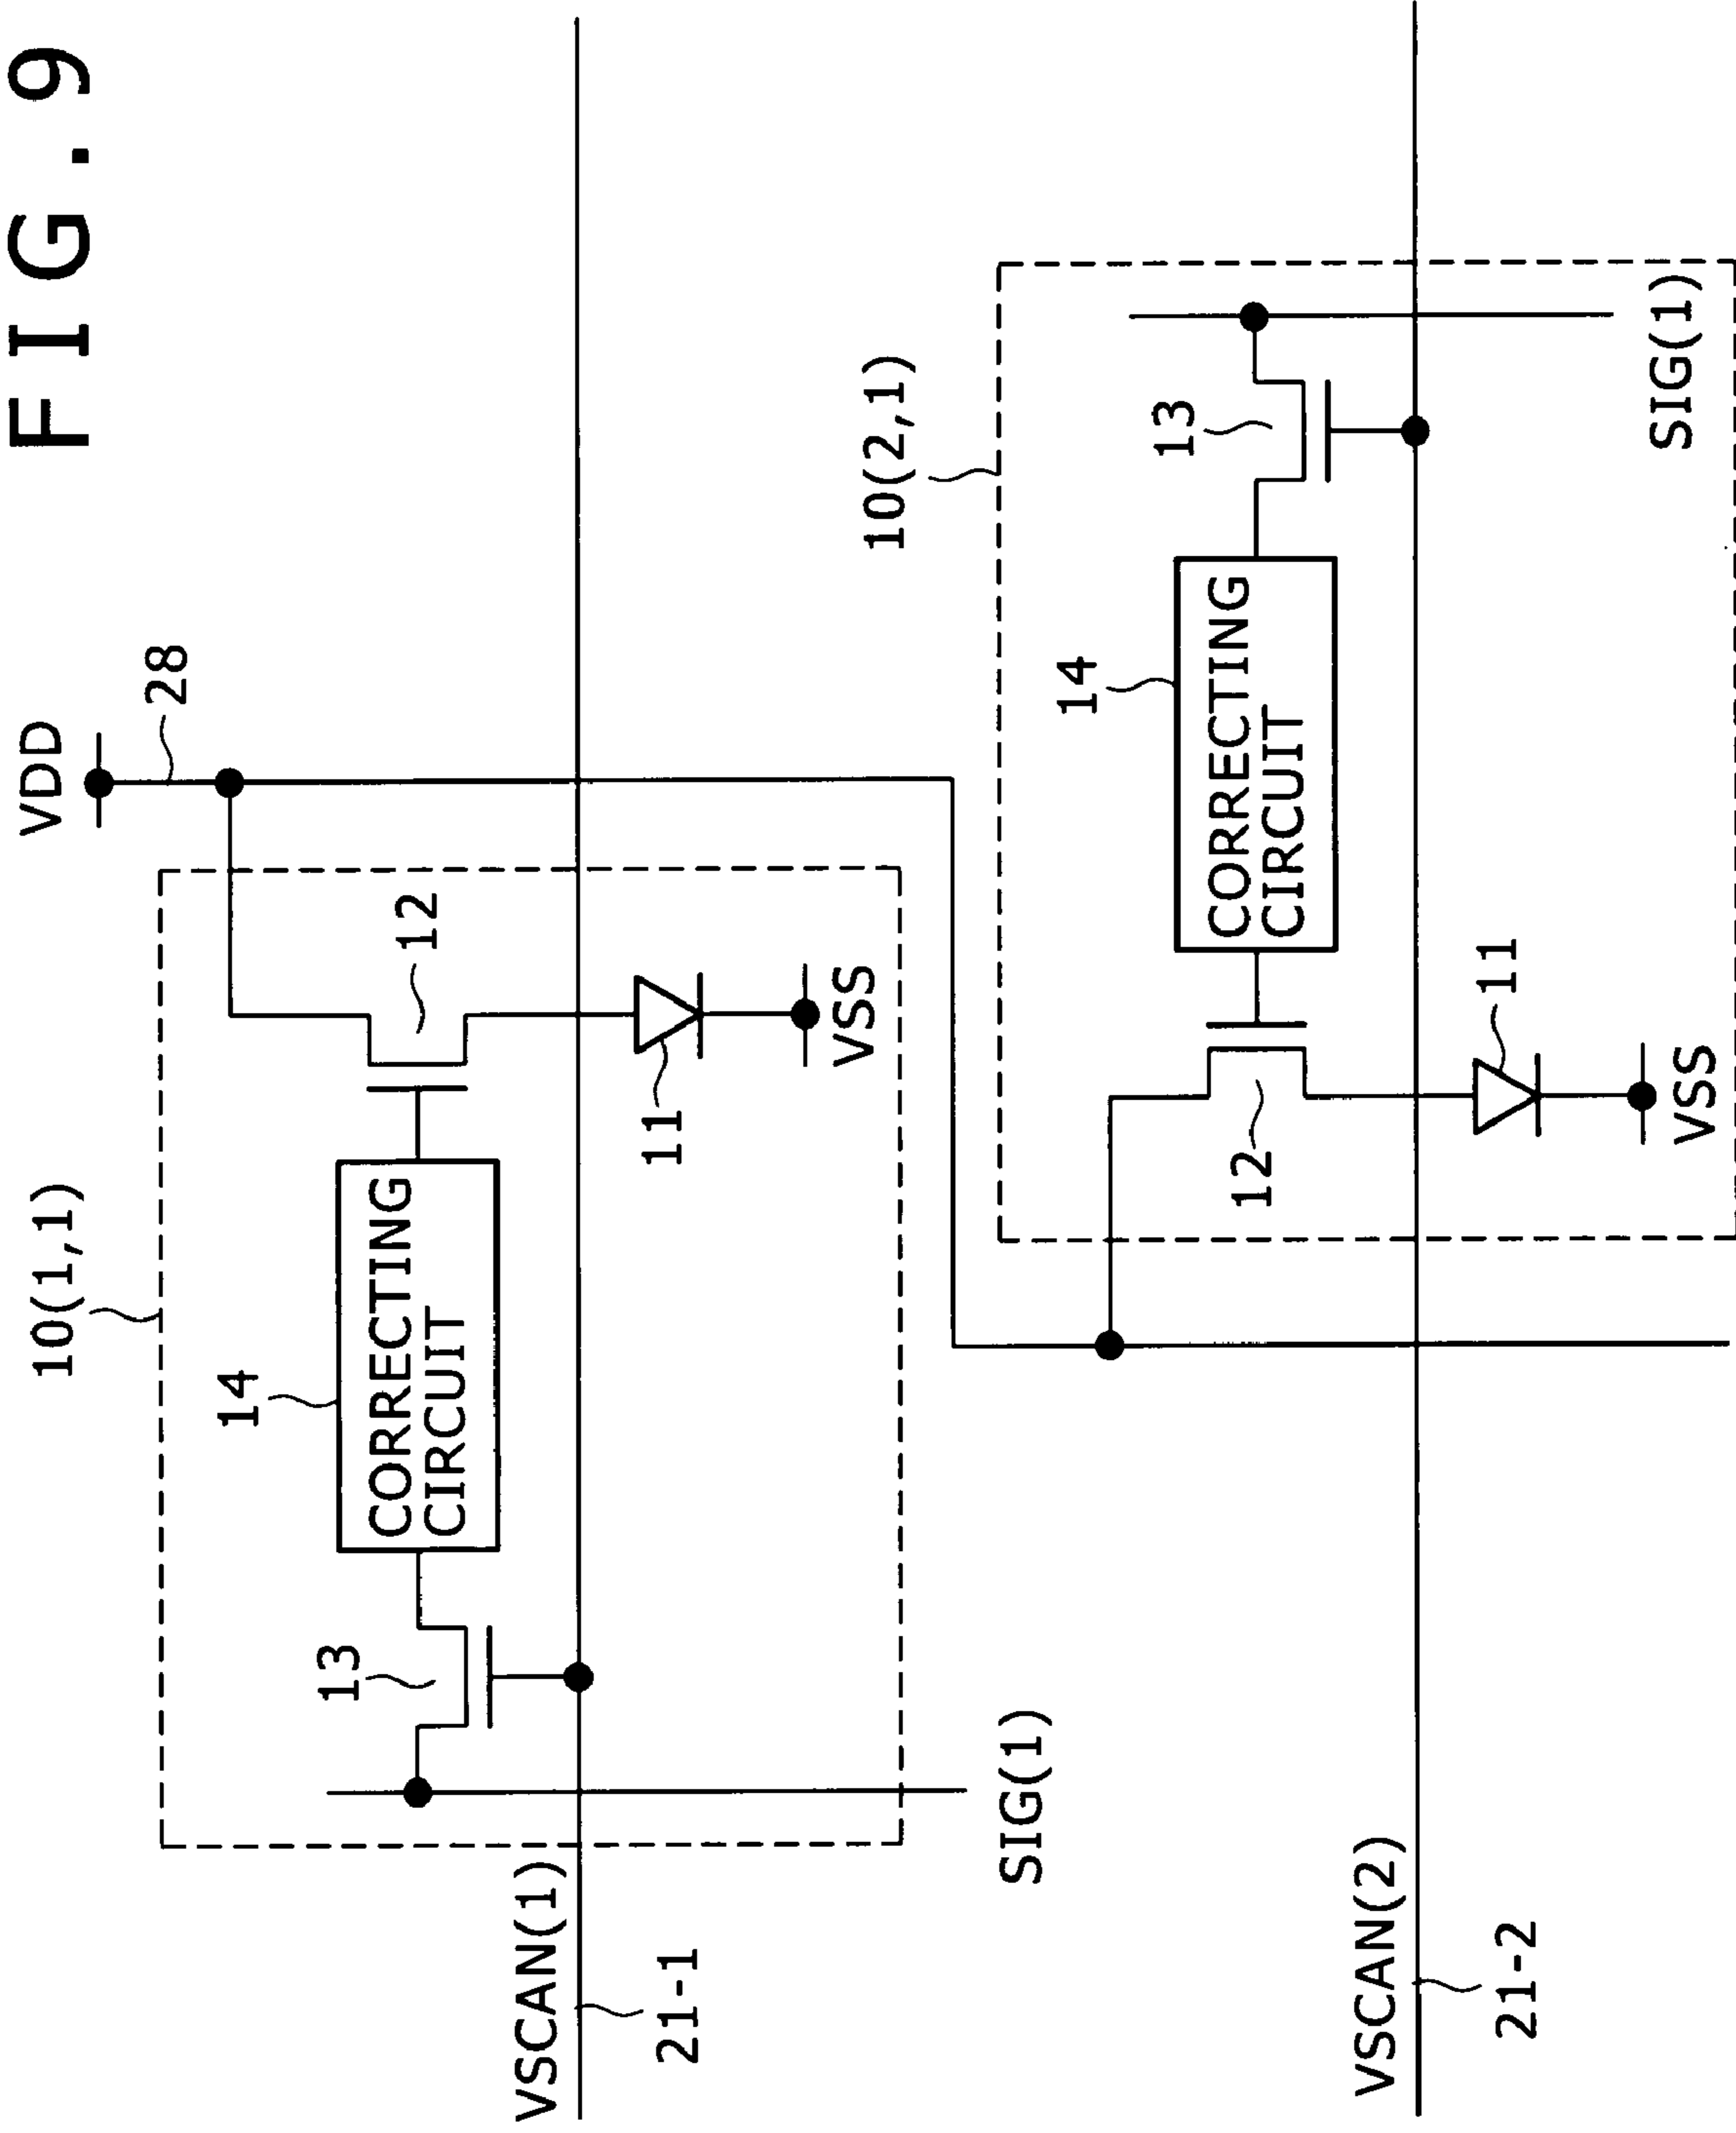 FIG.9
VDD
28
10(1,1)
12
14
CORRECTING
CIRCUIT
13
11
VSS
VSCAN(1)
21-1
SIG(1)
10(2,1)
13
14
CORRECTING
CIRCUIT
12
11
VSS
SIG(1)
VSCAN(2)
21-2